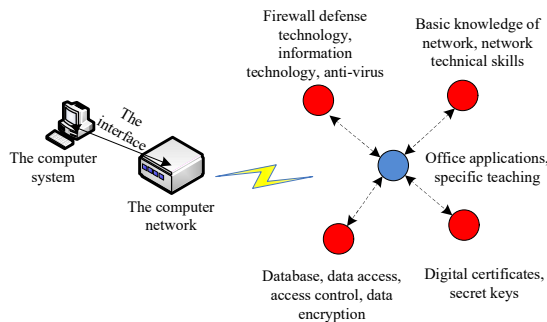 Firewall defense
technology,
information
technology, anti-virus
Basic knowledge of
network, network
technical skills
The
interface
The computer
system
The computer
network
Office applications,
specific teaching
Database, data access,
access control, data
encryption
Digital certificates,
secret keys